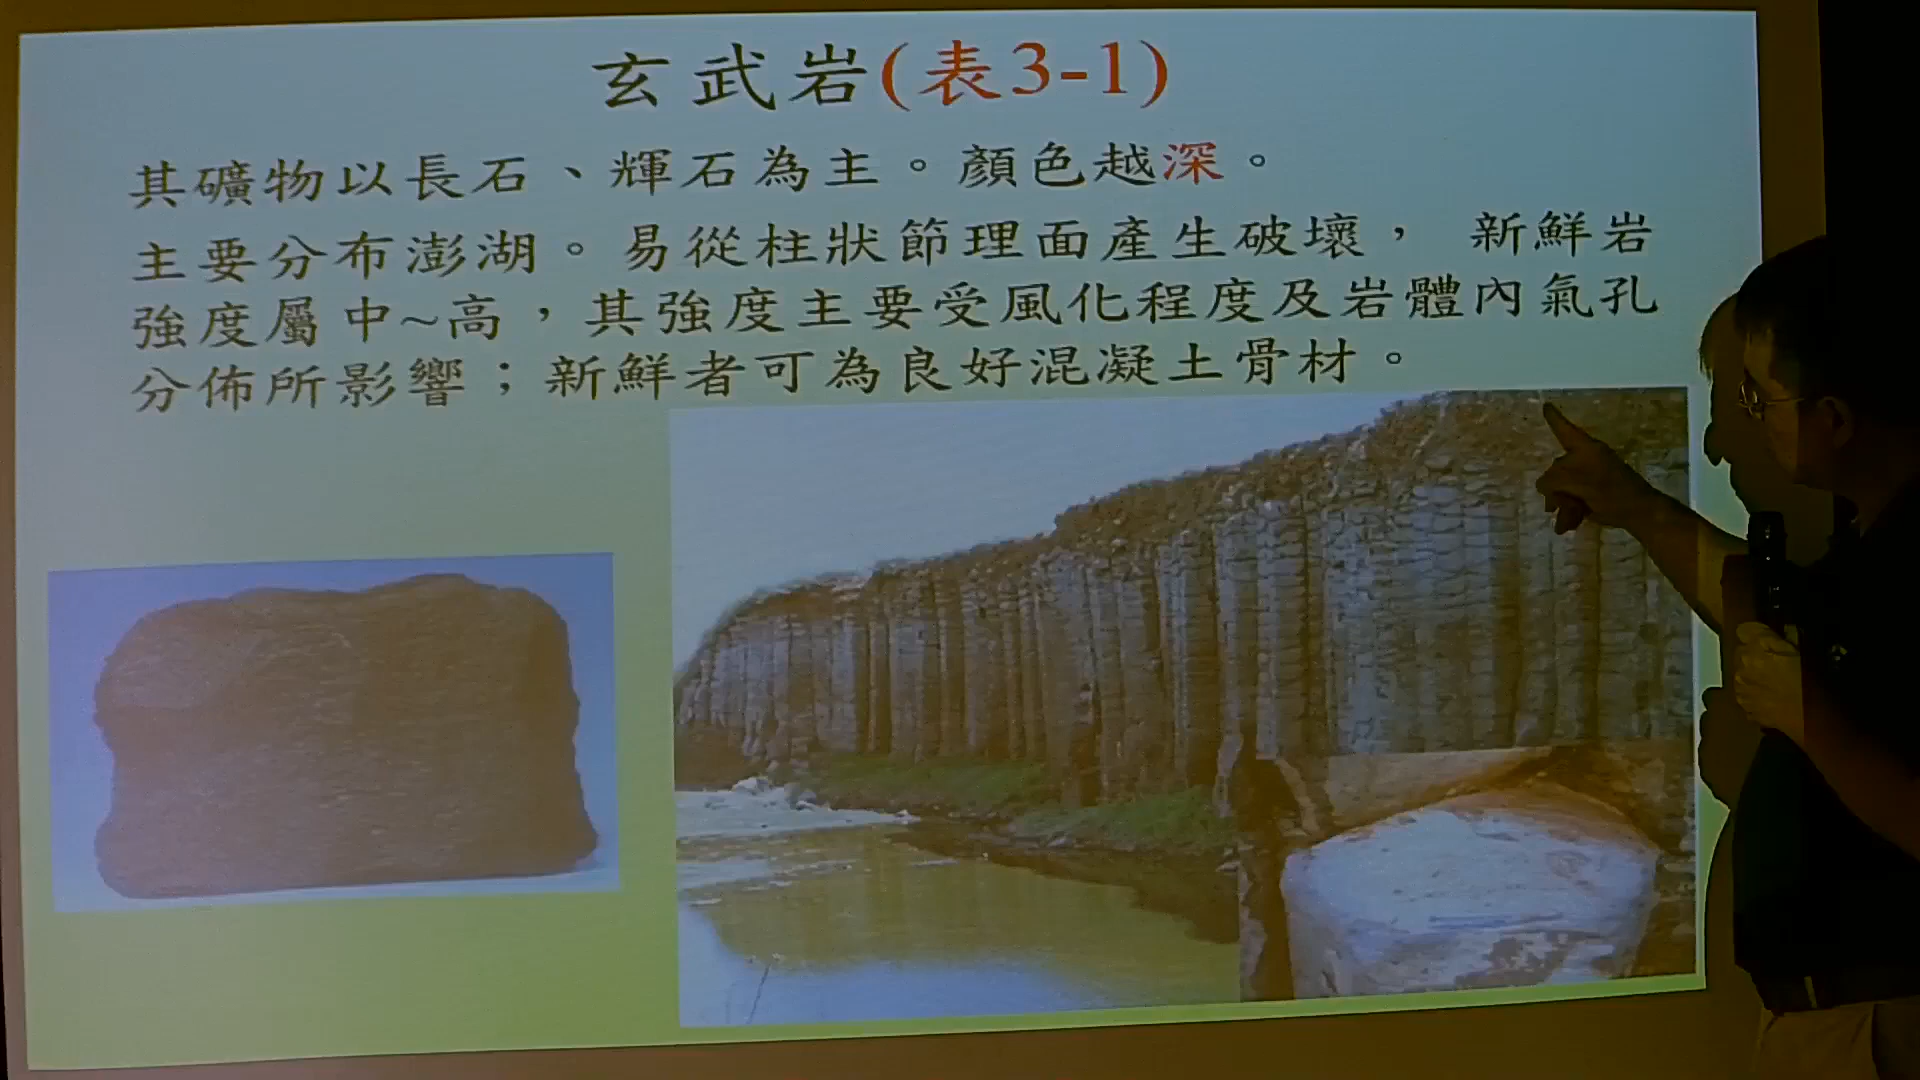 玄武岩(表3-1)
其礦物以長石、輝石為主。顏色越深。
主要分布澎湖。易從柱狀節理面產生破壞， 新鮮岩
強度屬中~高，其強度主要受風化程度及岩體內氣孔
分佈所影響；新鮮者可為良好混凝土骨材。